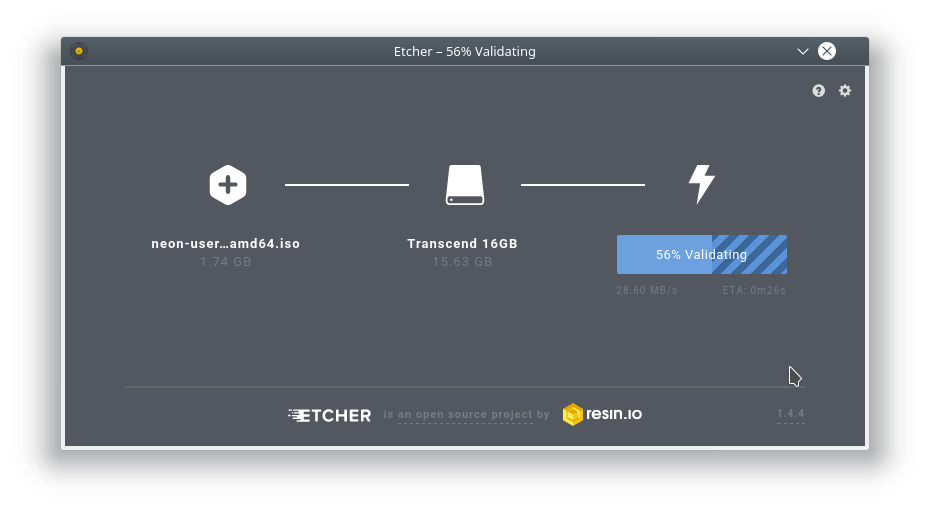 Etcher – 56% Validating
neon-user...amd64.iso
1.74 GB
Transcend 16GB
15.63 GB
56% Validating
28.60 MB/s
ETA: 0m26s
ETCHER is an open source project by resin.io
1.4.4